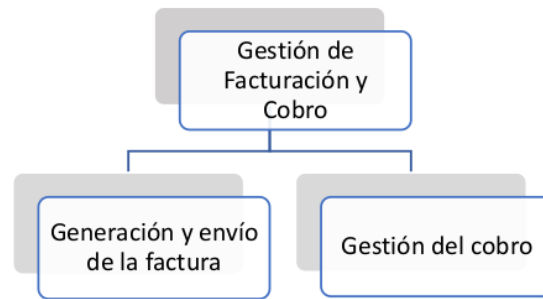 Gestión de
Facturación y
Cobro
Generación y envío
de la factura
Gestión del cobro